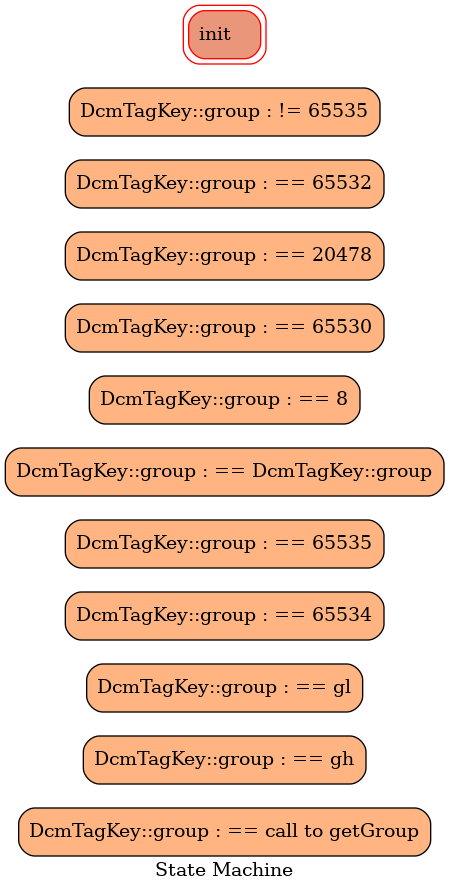 init
DcmTagKey::group : != 65535
DcmTagKey::group : == 65532
DcmTagKey::group : == 20478
DcmTagKey::group : == 65530
DcmTagKey::group : == 8
DcmTagKey::group : == DcmTagKey::group
DcmTagKey::group : == 65535
DcmTagKey::group : == 65534
DcmTagKey::group : == gl
DcmTagKey::group : == gh
DcmTagKey::group : == call to getGroup
State Machine